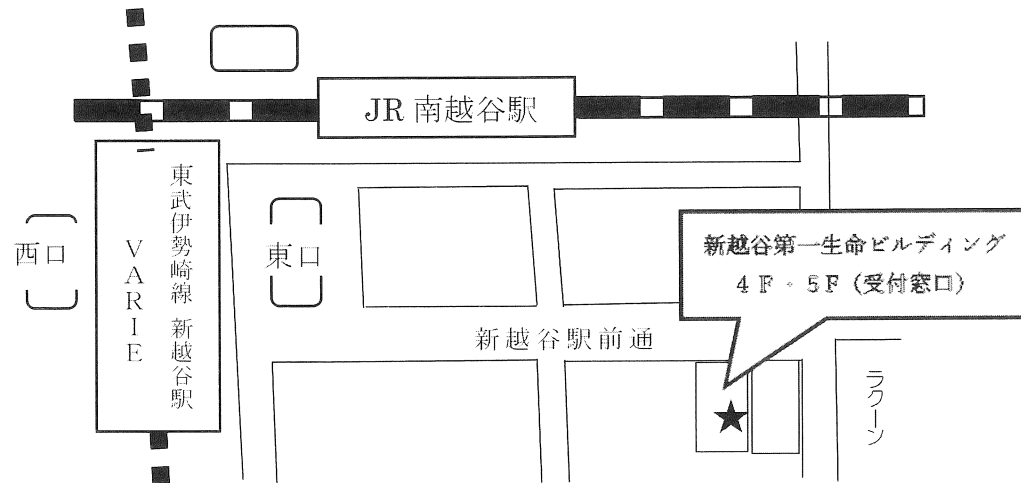 JR 南越谷駅
東武伊勢崎線 新越谷駅
VARIE
西口
東口
新越谷第一生命ビルディング
4F・5F（受付窓口）
新越谷駅前通
ラクーン